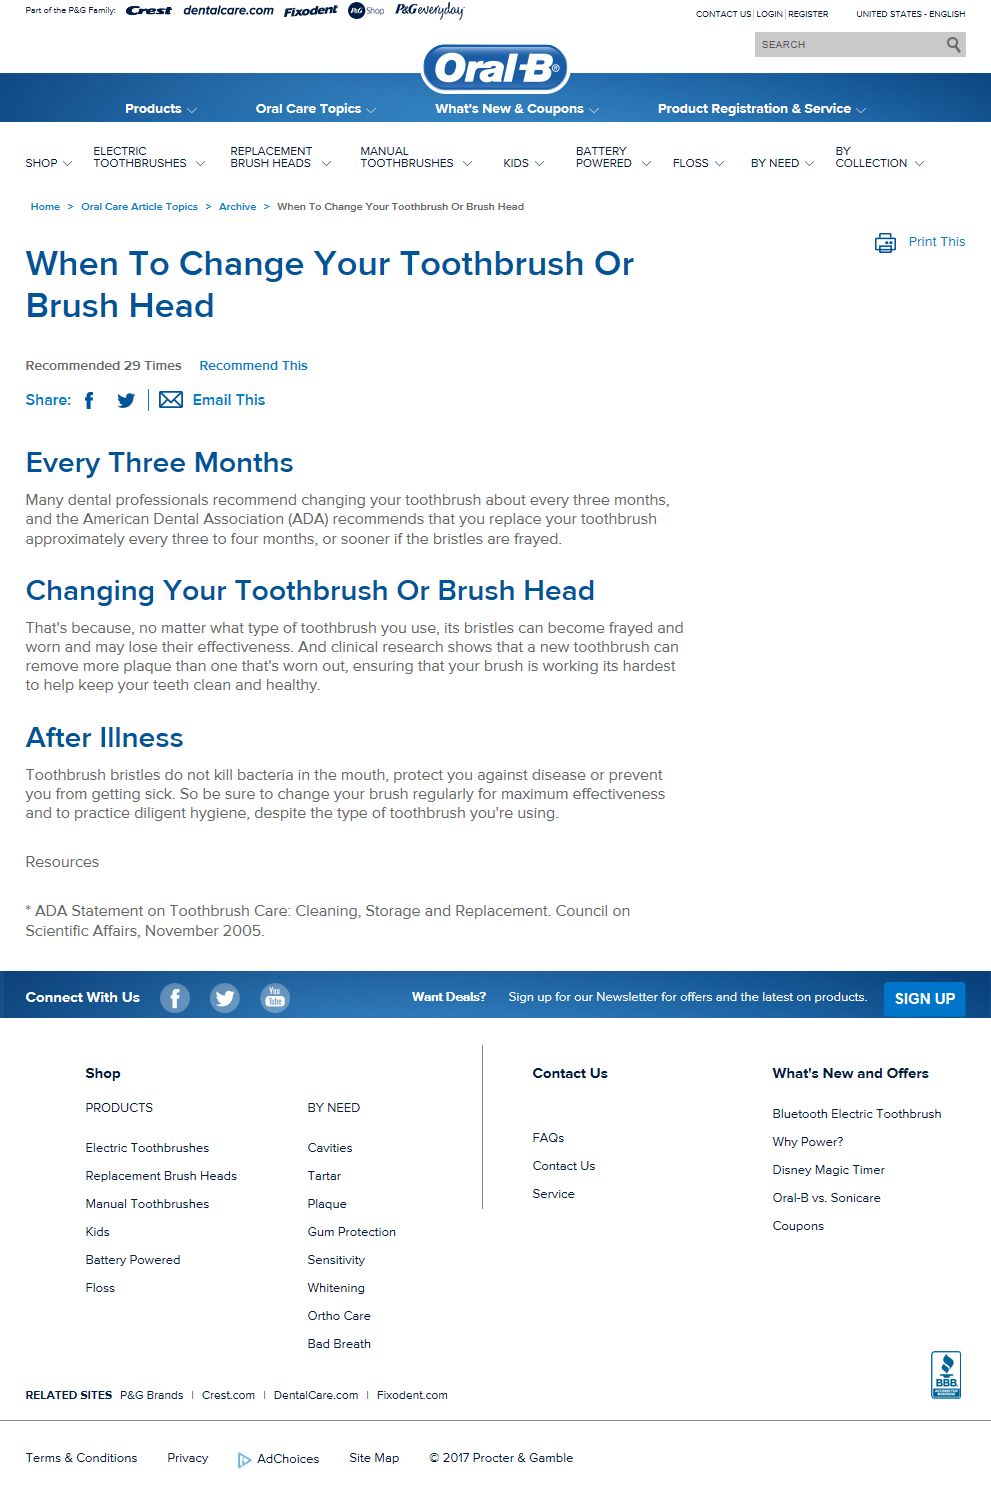 Part of the P&G Family: Crest dentalcare.com Fixodent P&G Shop P&G everyday
CONTACT US | LOGIN | REGISTER UNITED STATES - ENGLISH
SEARCH
Oral-B®
Products Oral Care Topics What's New & Coupons Product Registration & Service
SHOP
ELECTRIC
TOOTHBRUSHES
REPLACEMENT
BRUSH HEADS
MANUAL
TOOTHBRUSHES
KIDS
BATTERY
POWERED
FLOSS
BY NEED
BY
COLLECTION
Home > Oral Care Article Topics > Archive > When To Change Your Toothbrush Or Brush Head
Print This
When To Change Your Toothbrush Or
Brush Head
Recommended 29 Times Recommend This
Share: Email This
Every Three Months
Many dental professionals recommend changing your toothbrush about every three months,
and the American Dental Association (ADA) recommends that you replace your toothbrush
approximately every three to four months, or sooner if the bristles are frayed.
Changing Your Toothbrush Or Brush Head
That's because, no matter what type of toothbrush you use, its bristles can become frayed and
worn and may lose their effectiveness. And clinical research shows that a new toothbrush can
remove more plaque than one that's worn out, ensuring that your brush is working its hardest
to help keep your teeth clean and healthy.
After Illness
Toothbrush bristles do not kill bacteria in the mouth, protect you against disease or prevent
you from getting sick. So be sure to change your brush regularly for maximum effectiveness
and to practice diligent hygiene, despite the type of toothbrush you're using.
Resources
* ADA Statement on Toothbrush Care: Cleaning, Storage and Replacement. Council on
Scientific Affairs, November 2005.
Connect With Us You Tube Want Deals? Sign up for our Newsletter for offers and the latest on products. SIGN UP
Shop
PRODUCTS
Electric Toothbrushes
Replacement Brush Heads
Manual Toothbrushes
Kids
Battery Powered
Floss
BY NEED
Cavities
Tartar
Plaque
Gum Protection
Sensitivity
Whitening
Ortho Care
Bad Breath
Contact Us
FAQs
Contact Us
Service
What's New and Offers
Bluetooth Electric Toothbrush
Why Power?
Disney Magic Timer
Oral-B vs. Sonicare
Coupons
BBB
ACCREDITED
BUSINESS
RELATED SITES P&G Brands | Crest.com | DentalCare.com | Fixodent.com
Terms & Conditions Privacy AdChoices Site Map © 2017 Procter & Gamble